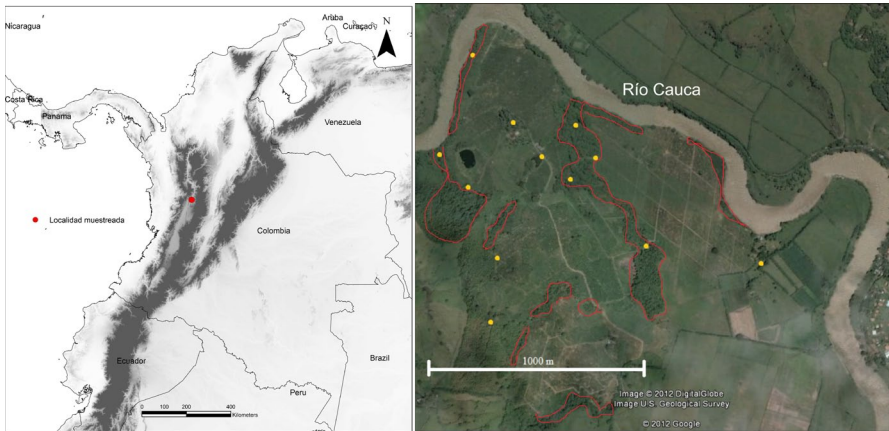 Nicaragua
Aruba
Curaçao
N
Costa Rica
Panama
Venezuela
Localidad muestreada
Colombia
Ecuador
Brazil
Peru
0 100 200 400
Kilometers
Río Cauca
1000 m
Image © 2012 DigitalGlobe
Image U.S. Geological Survey
© 2012 Google